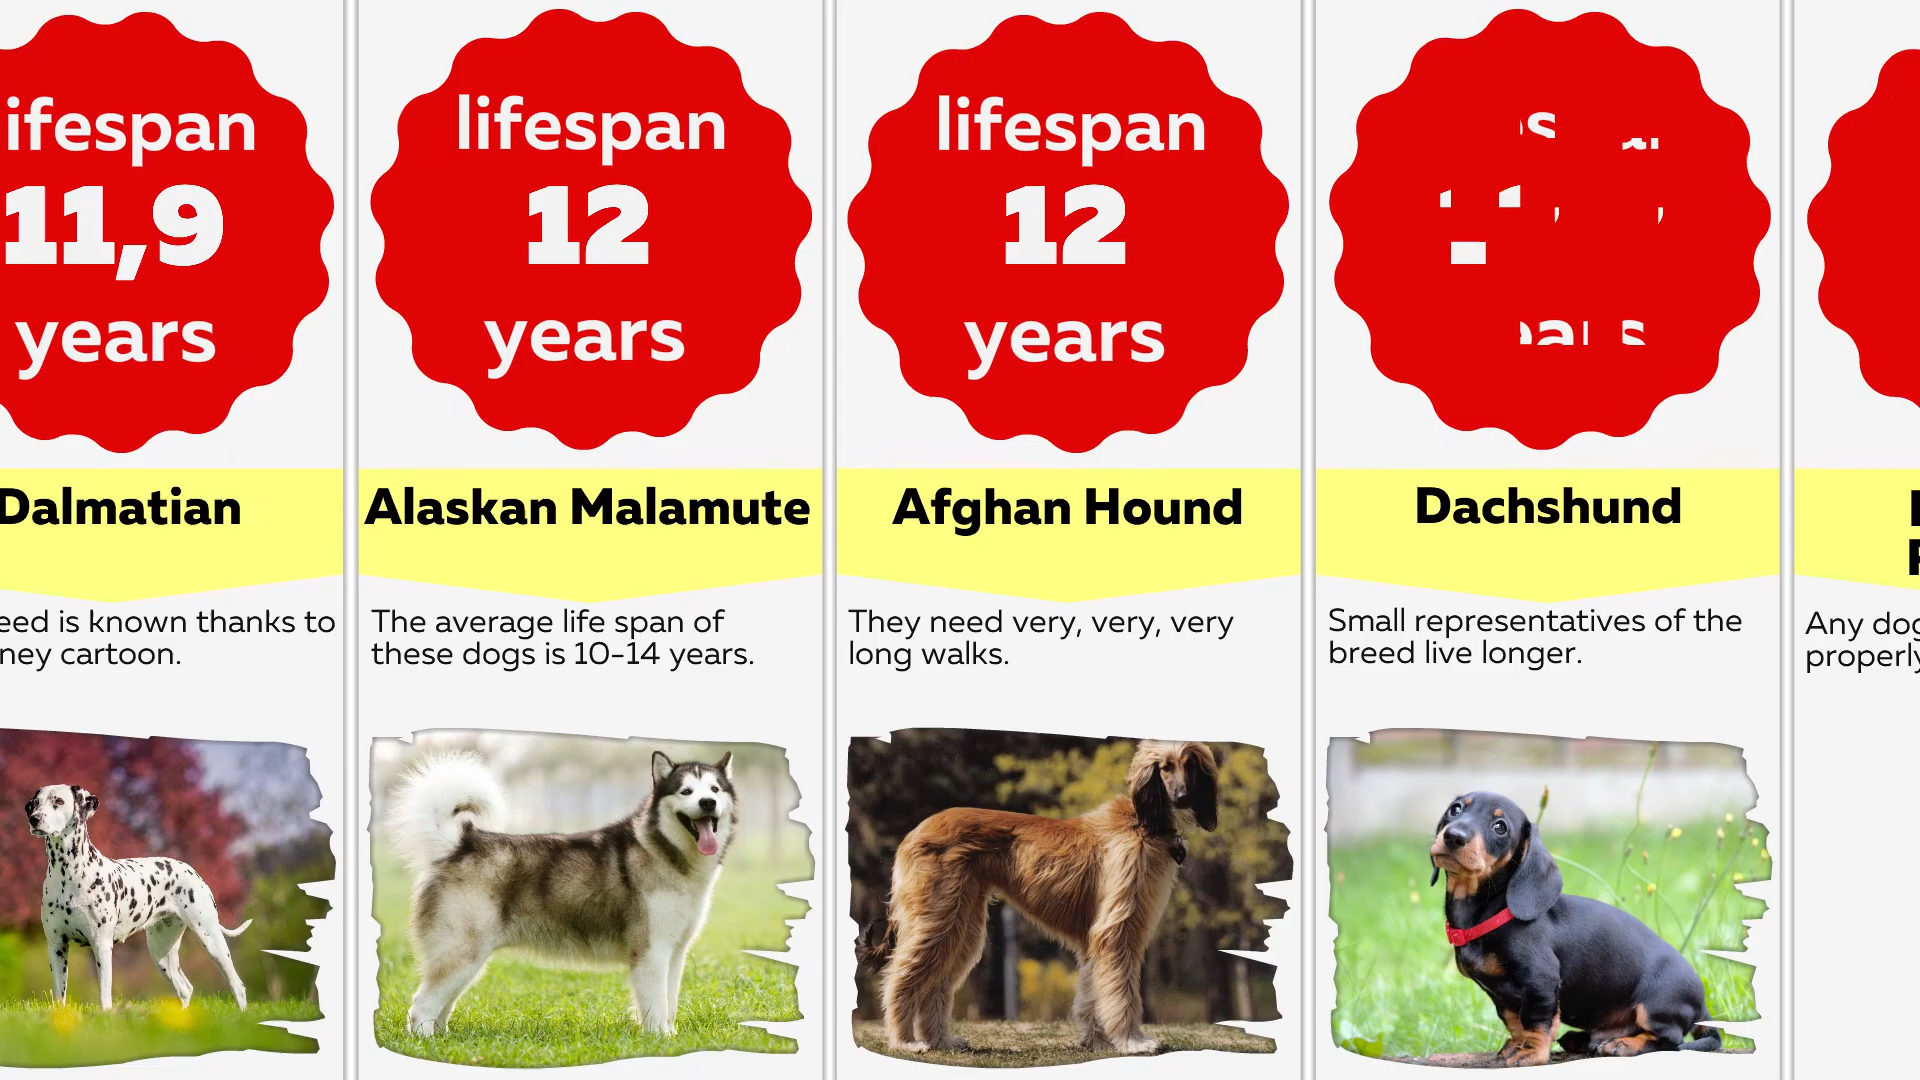 ifespan
11,9
years
Dalmatian
eed is known thanks to
ney cartoon.
lifespan
12
years
Alaskan Malamute
The average life span of
these dogs is 10-14 years.
lifespan
12
years
Afghan Hound
They need very, very, very
long walks.
Dachshund
Small representatives of the
breed live longer.
Any dog
properly